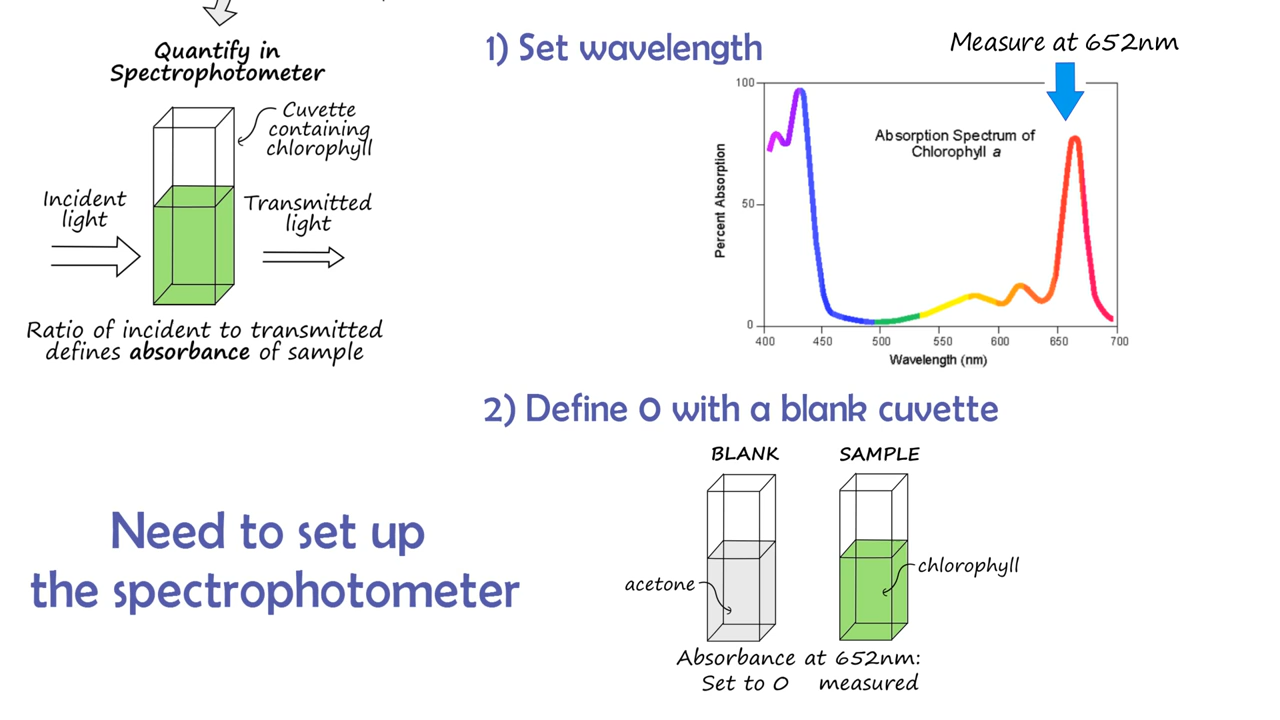 Quantify in
Spectrophotometer
Cuvette
containing
chlorophyll
Incident
light
Transmitted
light
Ratio of incident to transmitted
defines absorbance of sample
Need to set up
the spectrophotometer
1) Set wavelength
Measure at 652nm
Absorption Spectrum of
Chlorophyll a
Percent Absorption
100
50
0
400 450 500 550 600 650 700
Wavelength (nm)
2) Define 0 with a blank cuvette
BLANK SAMPLE
acetone
chlorophyll
Absorbance at 652nm:
Set to 0 measured